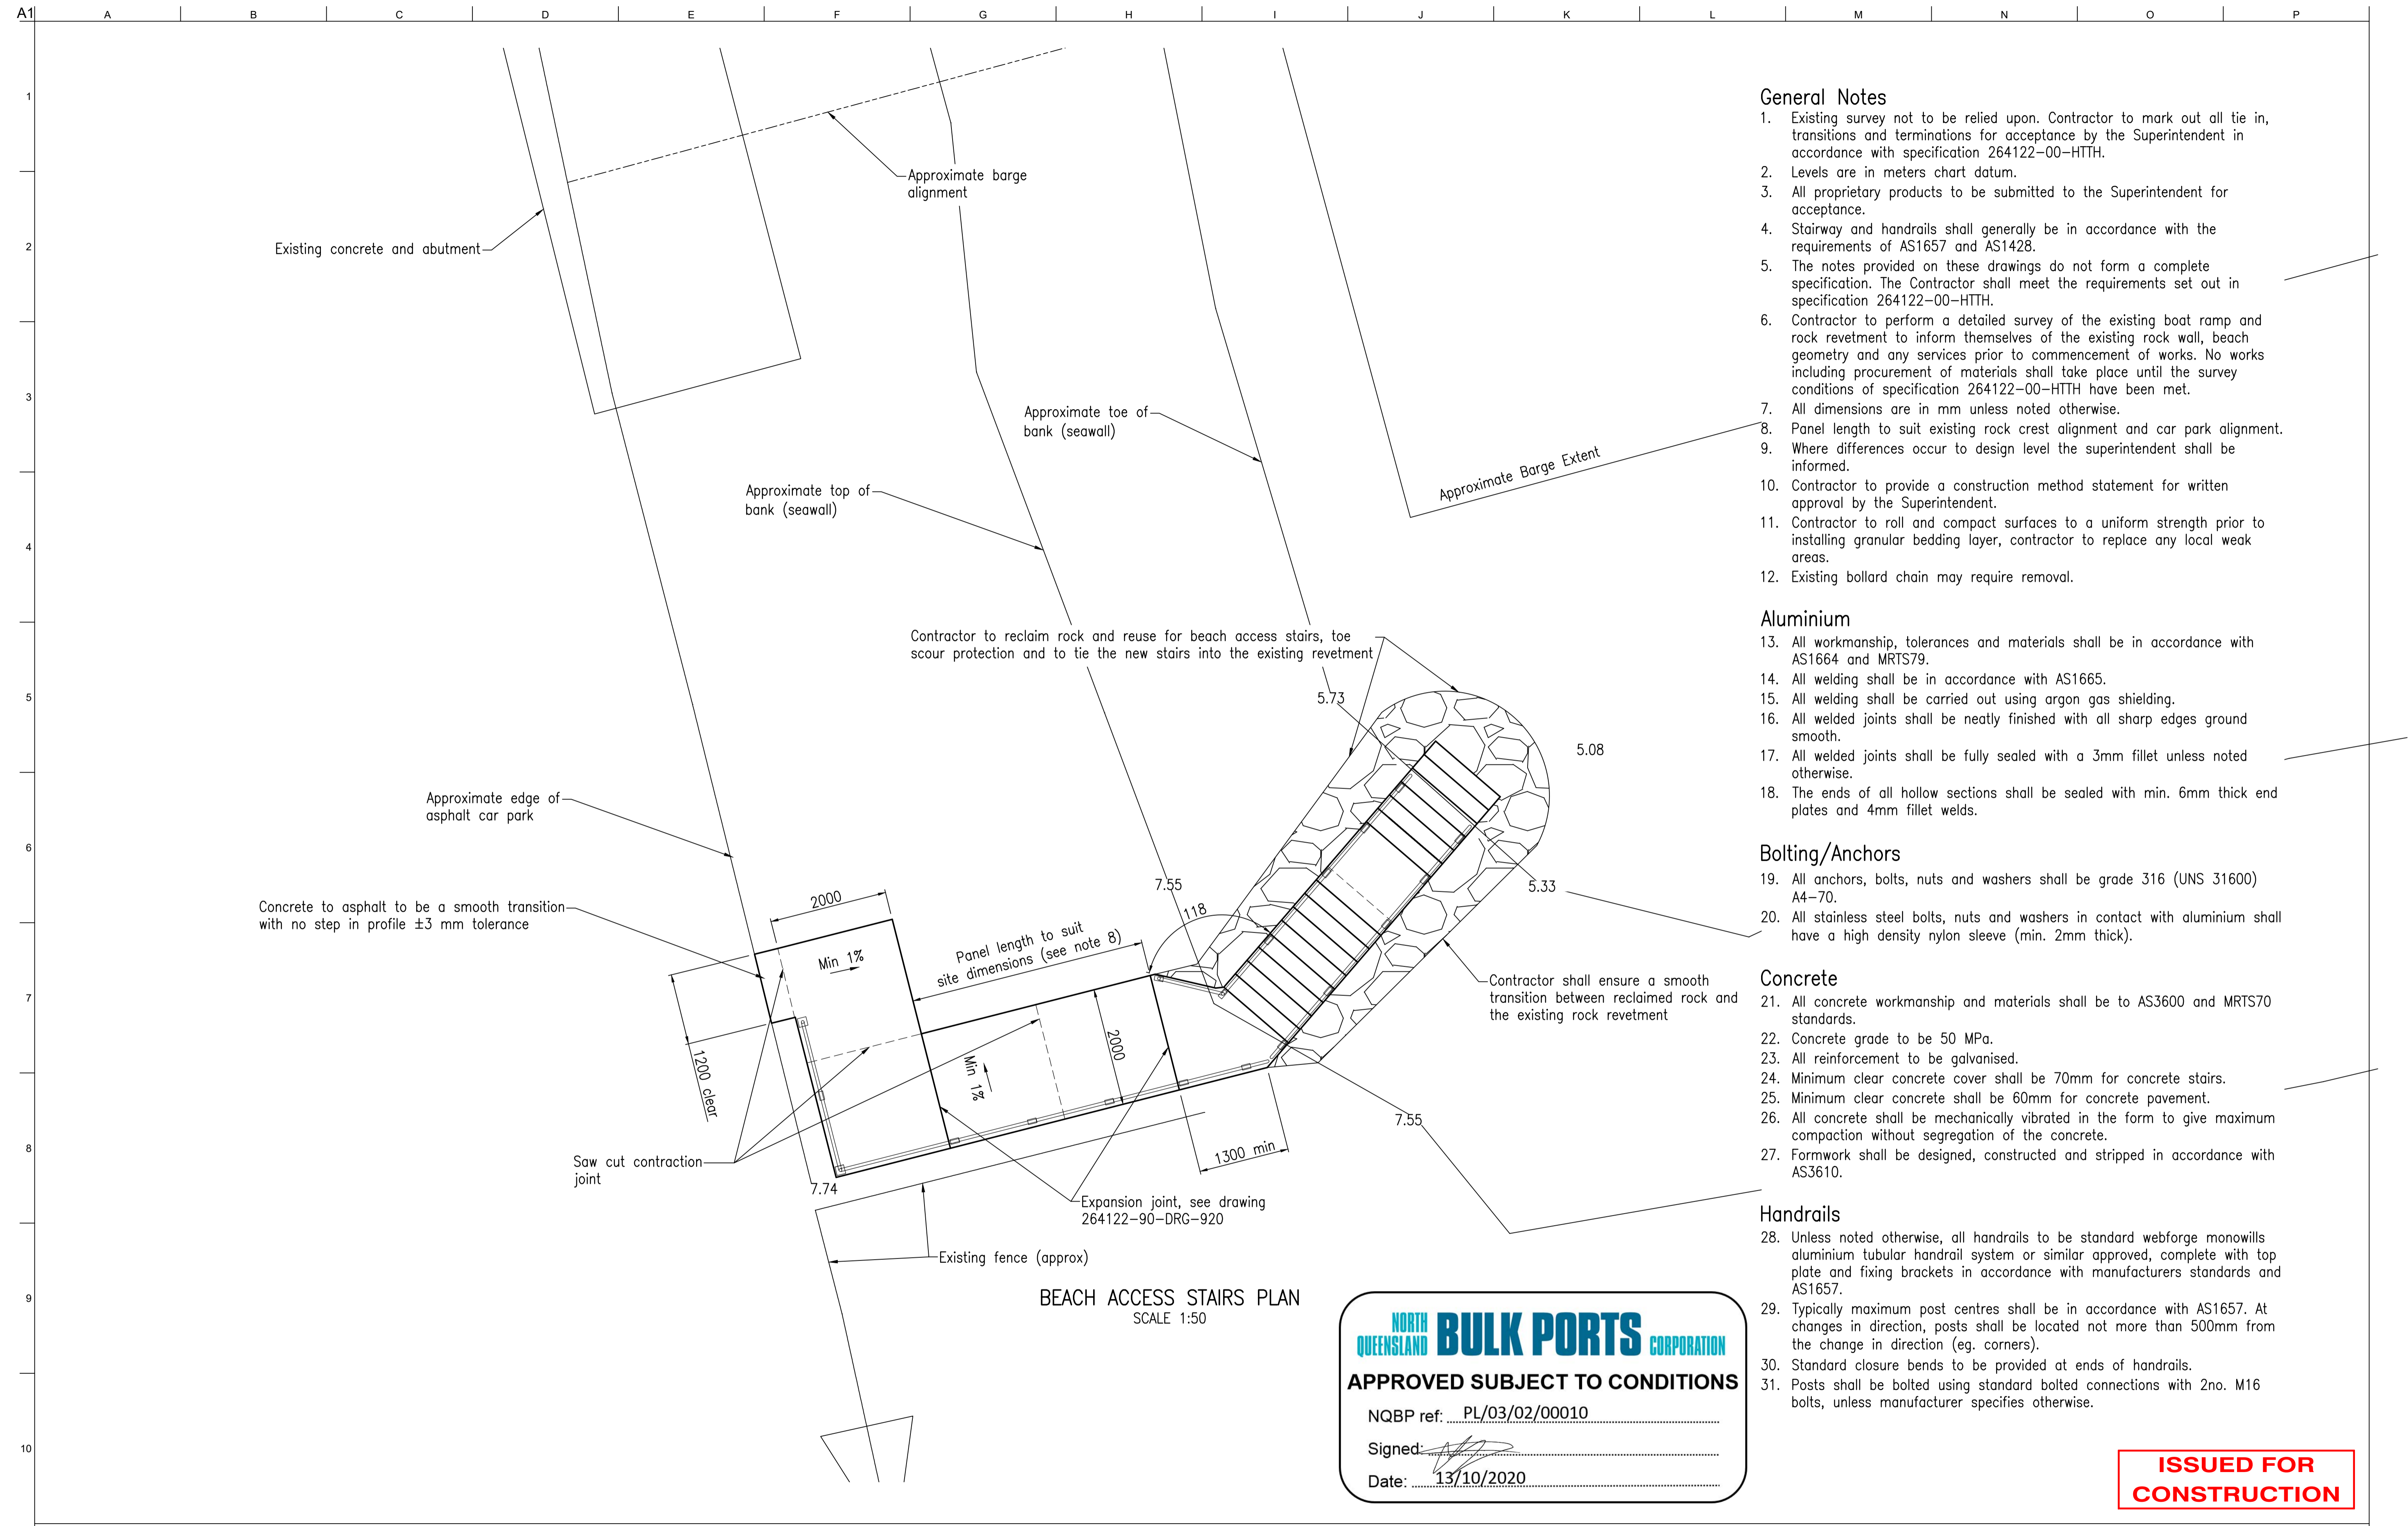 A1
A B C D E F G H I J K L M N O P
1
2
3
4
5
6
7
8
9
10
Approximate barge
alignment
Existing concrete and abutment
Approximate toe of
bank (seawall)
Approximate Barge Extent
Approximate top of
bank (seawall)
Contractor to reclaim rock and reuse for beach access stairs, toe
scour protection and to tie the new stairs into the existing revetment
5.73
5.08
Approximate edge of
asphalt car park
7.55
5.33
118
2000
Concrete to asphalt to be a smooth transition
with no step in profile ±3 mm tolerance
Panel length to suit
site dimensions (see note 8)
Min 1%
Contractor shall ensure a smooth
transition between reclaimed rock and
the existing rock revetment
2000
1200 clear
Min 1%
7.55
1300 min
Saw cut contraction
joint
7.74
Expansion joint, see drawing
264122-90-DRG-920
Existing fence (approx)
BEACH ACCESS STAIRS PLAN
SCALE 1:50
General Notes
1. Existing survey not to be relied upon. Contractor to mark out all tie in,
transitions and terminations for acceptance by the Superintendent in
accordance with specification 264122-00-HTTH.
2. Levels are in meters chart datum.
3. All proprietary products to be submitted to the Superintendent for
acceptance.
4. Stairway and handrails shall generally be in accordance with the
requirements of AS1657 and AS1428.
5. The notes provided on these drawings do not form a complete
specification. The Contractor shall meet the requirements set out in
specification 264122-00-HTTH.
6. Contractor to perform a detailed survey of the existing boat ramp and
rock revetment to inform themselves of the existing rock wall, beach
geometry and any services prior to commencement of works. No works
including procurement of materials shall take place until the survey
conditions of specification 264122-00-HTTH have been met.
7. All dimensions are in mm unless noted otherwise.
8. Panel length to suit existing rock crest alignment and car park alignment.
9. Where differences occur to design level the superintendent shall be
informed.
10. Contractor to provide a construction method statement for written
approval by the Superintendent.
11. Contractor to roll and compact surfaces to a uniform strength prior to
installing granular bedding layer, contractor to replace any local weak
areas.
12. Existing bollard chain may require removal.
Aluminium
13. All workmanship, tolerances and materials shall be in accordance with
AS1664 and MRTS79.
14. All welding shall be in accordance with AS1665.
15. All welding shall be carried out using argon gas shielding.
16. All welded joints shall be neatly finished with all sharp edges ground
smooth.
17. All welded joints shall be fully sealed with a 3mm fillet unless noted
otherwise.
18. The ends of all hollow sections shall be sealed with min. 6mm thick end
plates and 4mm fillet welds.
Bolting/Anchors
19. All anchors, bolts, nuts and washers shall be grade 316 (UNS 31600)
A4-70.
20. All stainless steel bolts, nuts and washers in contact with aluminium shall
have a high density nylon sleeve (min. 2mm thick).
Concrete
21. All concrete workmanship and materials shall be to AS3600 and MRTS70
standards.
22. Concrete grade to be 50 MPa.
23. All reinforcement to be galvanised.
24. Minimum clear concrete cover shall be 70mm for concrete stairs.
25. Minimum clear concrete shall be 60mm for concrete pavement.
26. All concrete shall be mechanically vibrated in the form to give maximum
compaction without segregation of the concrete.
27. Formwork shall be designed, constructed and stripped in accordance with
AS3610.
Handrails
28. Unless noted otherwise, all handrails to be standard webforge monowills
aluminium tubular handrail system or similar approved, complete with top
plate and fixing brackets in accordance with manufacturers standards and
AS1657.
29. Typically maximum post centres shall be in accordance with AS1657. At
changes in direction, posts shall be located not more than 500mm from
the change in direction (eg. corners).
30. Standard closure bends to be provided at ends of handrails.
31. Posts shall be bolted using standard bolted connections with 2no. M16
bolts, unless manufacturer specifies otherwise.
NORTH QUEENSLAND BULK PORTS CORPORATION
APPROVED SUBJECT TO CONDITIONS
NQBP ref: PL/03/02/00010
Signed:
Date: 13/10/2020
ISSUED FOR
CONSTRUCTION